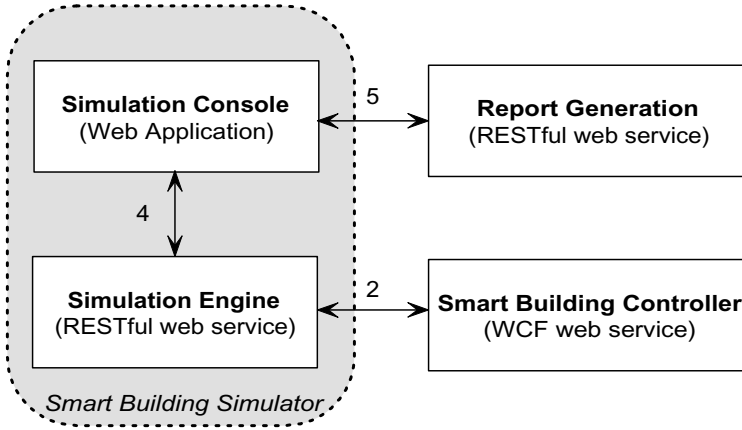 Simulation Console
(Web Application)
5
Report Generation
(RESTful web service)
4
Simulation Engine
(RESTful web service)
2
Smart Building Controller
(WCF web service)
Smart Building Simulator